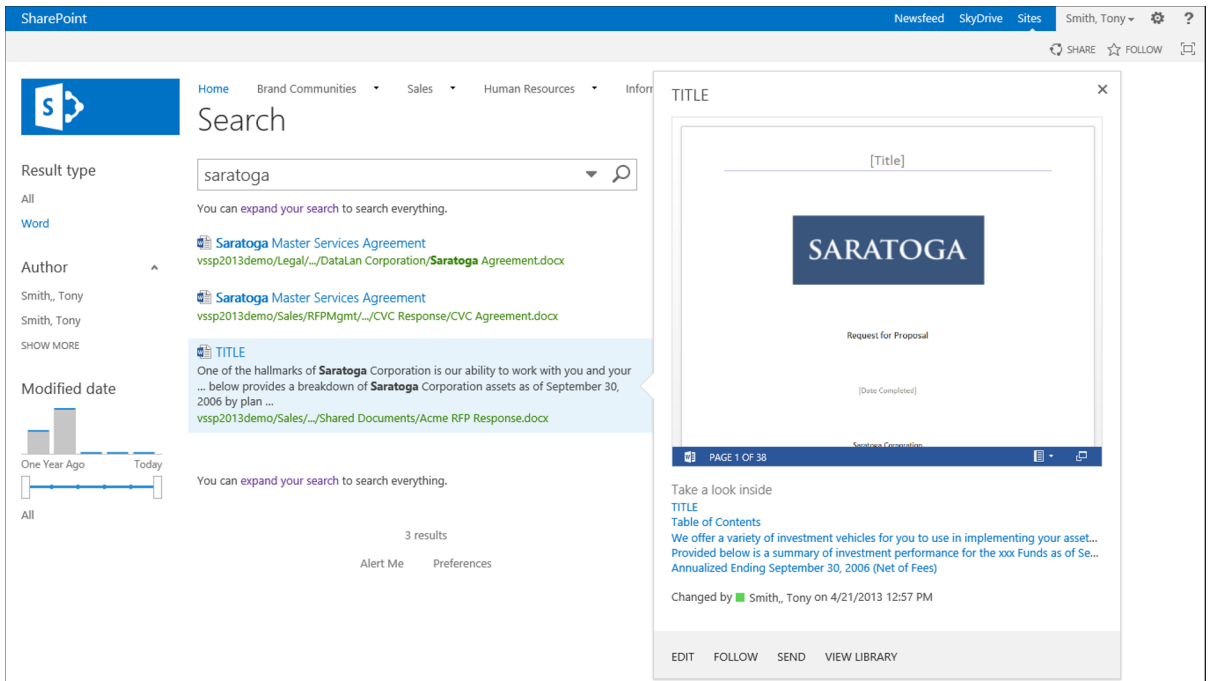 SharePoint
Newsfeed SkyDrive Sites Smith, Tony ?
SHARE FOLLOW
S
Home Brand Communities Sales Human Resources Inforr
Search
Result type
All
Word
Author
Smith,, Tony
Smith, Tony
SHOW MORE
Modified date
One Year Ago Today
All
saratoga
You can expand your search to search everything.
Saratoga Master Services Agreement
vssp2013demo/Legal/.../DataLan Corporation/Saratoga Agreement.docx
Saratoga Master Services Agreement
vssp2013demo/Sales/RFPMgmt/.../CVC Response/CVC Agreement.docx
TITLE
One of the hallmarks of Saratoga Corporation is our ability to work with you and your
... below provides a breakdown of Saratoga Corporation assets as of September 30,
2006 by plan ...
vssp2013demo/Sales/.../Shared Documents/Acme RFP Response.docx
You can expand your search to search everything.
3 results
Alert Me Preferences
TITLE
[Title]
SARATOGA
Request for Proposal
[Date Completed]
Saratoga Corporation
PAGE 1 OF 38
Take a look inside
TITLE
Table of Contents
We offer a variety of investment vehicles for you to use in implementing your asset...
Provided below is a summary of investment performance for the xxx Funds as of Se...
Annualized Ending September 30, 2006 (Net of Fees)
Changed by Smith,, Tony on 4/21/2013 12:57 PM
EDIT FOLLOW SEND VIEW LIBRARY